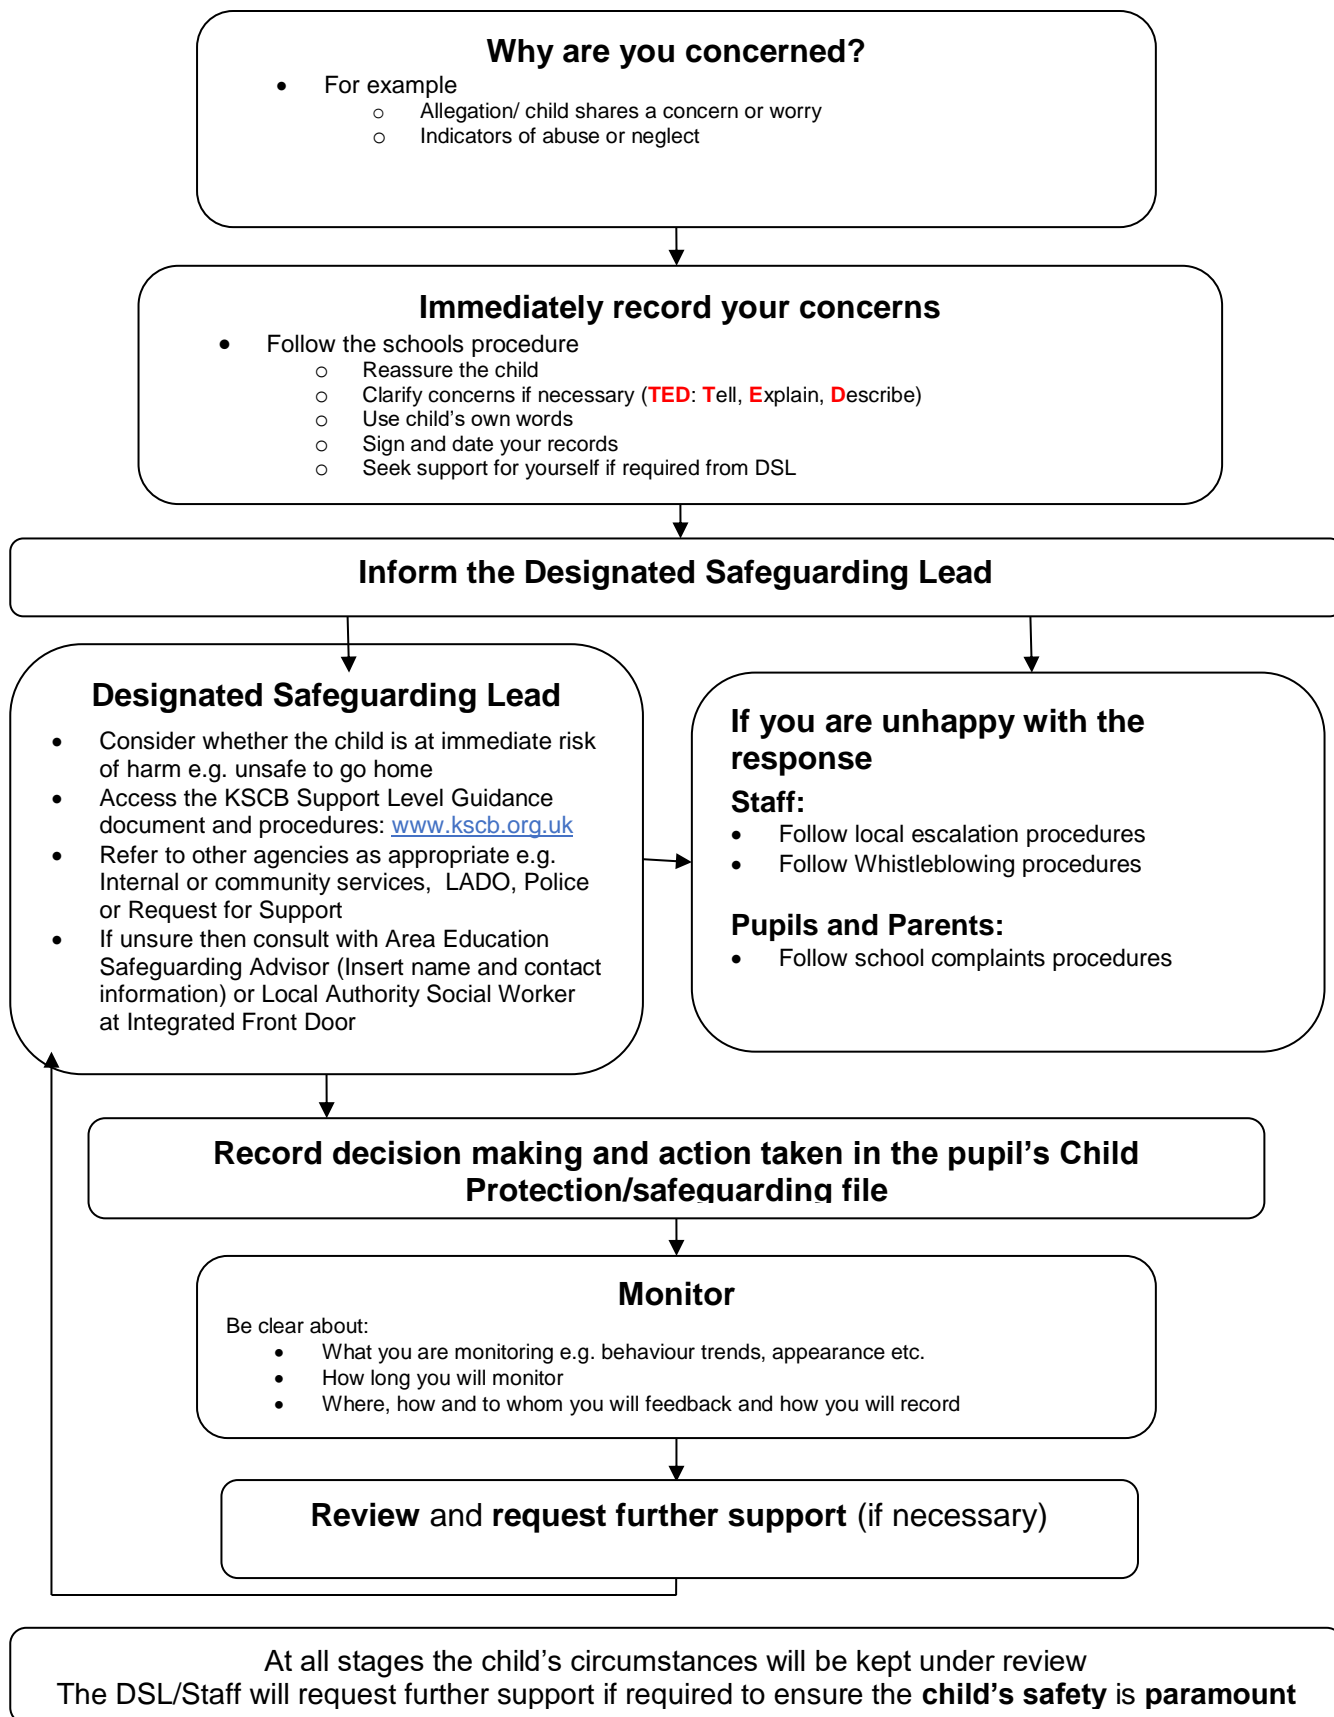 Why are you concerned?
• For example
o Allegation/ child shares a concern or worry
o Indicators of abuse or neglect
Immediately record your concerns
• Follow the schools procedure
o Reassure the child
o Clarify concerns if necessary (TED: Tell, Explain, Describe)
o Use child’s own words
o Sign and date your records
o Seek support for yourself if required from DSL
Inform the Designated Safeguarding Lead
Designated Safeguarding Lead
• Consider whether the child is at immediate risk
of harm e.g. unsafe to go home
• Access the KSCB Support Level Guidance
document and procedures: www.kscb.org.uk
• Refer to other agencies as appropriate e.g.
Internal or community services, LADO, Police
or Request for Support
• If unsure then consult with Area Education
Safeguarding Advisor (Insert name and contact
information) or Local Authority Social Worker
at Integrated Front Door
If you are unhappy with the
response
Staff:
• Follow local escalation procedures
• Follow Whistleblowing procedures
Pupils and Parents:
• Follow school complaints procedures
Record decision making and action taken in the pupil’s Child
Protection/safeguarding file
Monitor
Be clear about:
• What you are monitoring e.g. behaviour trends, appearance etc.
• How long you will monitor
• Where, how and to whom you will feedback and how you will record
Review and request further support (if necessary)
At all stages the child’s circumstances will be kept under review
The DSL/Staff will request further support if required to ensure the child’s safety is paramount